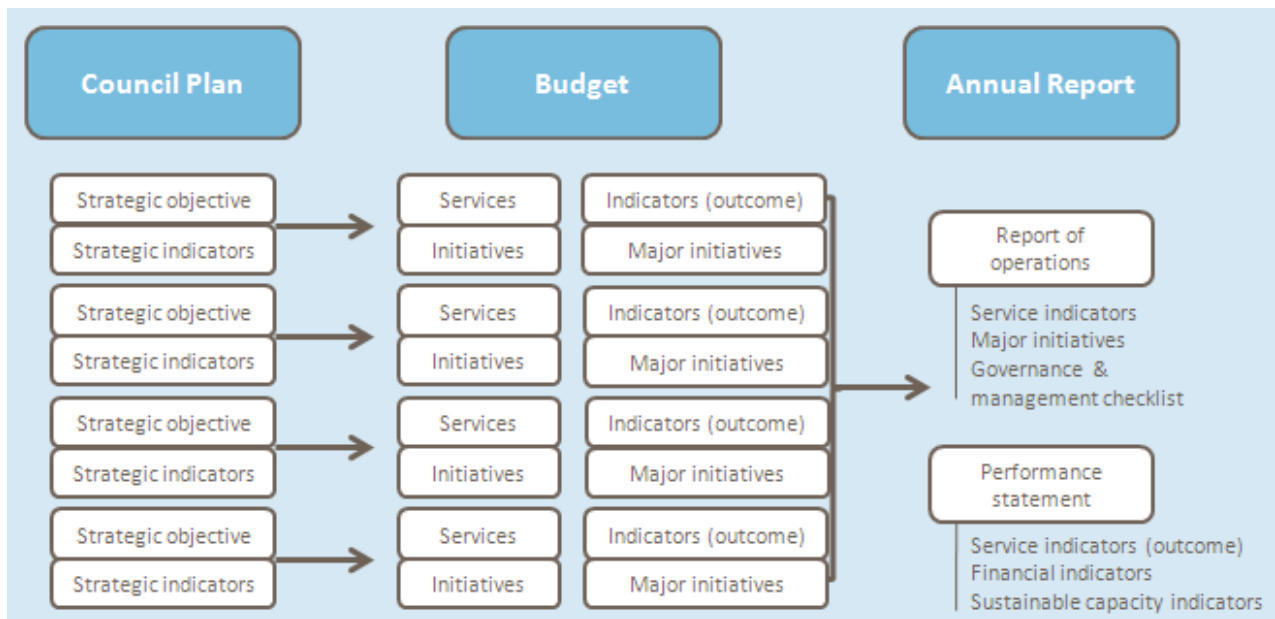 Council Plan
Budget
Annual Report
Strategic objective
Strategic indicators
Services
Initiatives
Indicators (outcome)
Major initiatives
Strategic objective
Strategic indicators
Services
Initiatives
Indicators (outcome)
Major initiatives
Strategic objective
Strategic indicators
Services
Initiatives
Indicators (outcome)
Major initiatives
Strategic objective
Strategic indicators
Services
Initiatives
Indicators (outcome)
Major initiatives
Report of
operations
Service indicators
Major initiatives
Governance &
management checklist
Performance
statement
Service indicators (outcome)
Financial indicators
Sustainable capacity indicators